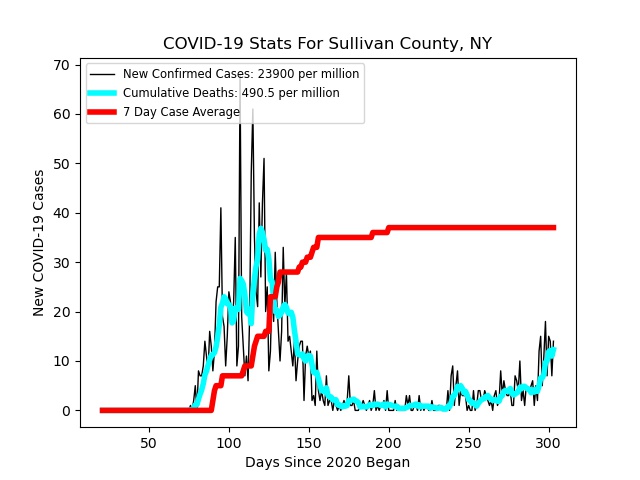 COVID-19 Stats For Sullivan County, NY
New Confirmed Cases: 23900 per million
Cumulative Deaths: 490.5 per million
7 Day Case Average
New COVID-19 Cases
70
60
50
40
30
20
10
0
50 100 150 200 250 300
Days Since 2020 Began